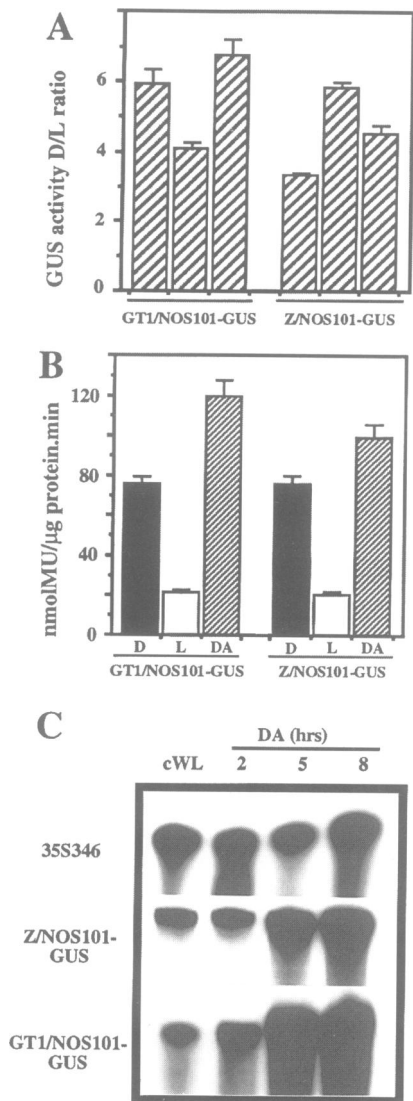 A
GUS activity D/L ratio
6
4
2
0
GT1/NOS101-GUS Z/NOS101-GUS
B
nmolMU/μg protein.min
120
80
40
0
D L DA D L DA
GT1/NOS101-GUS Z/NOS101-GUS
C
DA (hrs)
cWL 2 5 8
35S346
Z/NOS101-
GUS
GT1/NOS101-
GUS